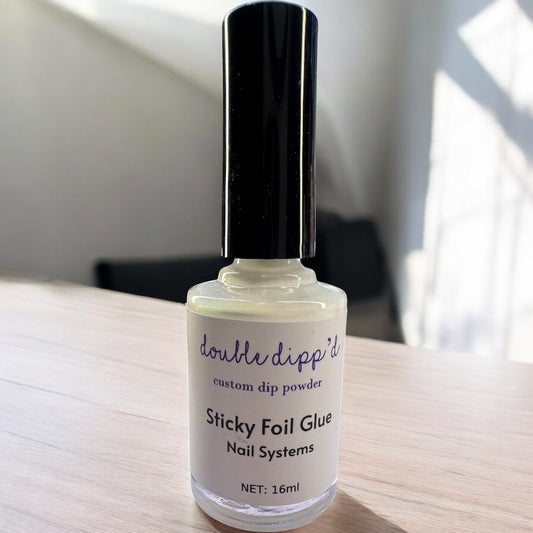 double dipp'd
custom dip powder
Sticky Foil Glue
Nail Systems
NET: 16ml